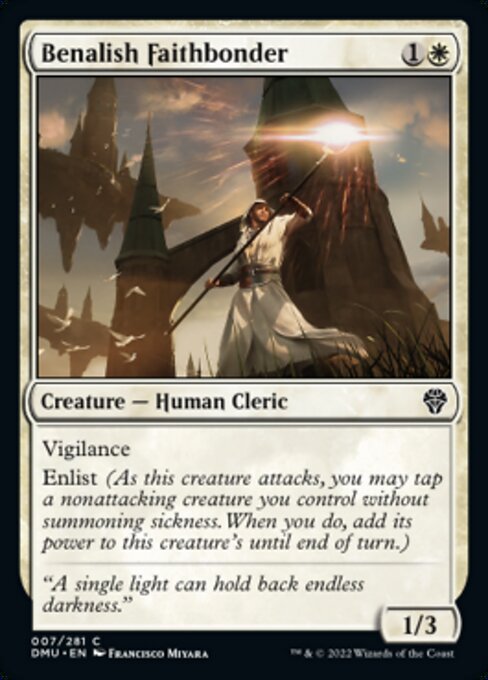 Benalish Faithbonder 1
Creature — Human Cleric
Vigilance
Enlist (As this creature attacks, you may tap
a nonattacking creature you control without
summoning sickness. When you do, add its
power to this creature's until end of turn.)
"A single light can hold back endless
darkness."
1/3
007/281 C
DMU • EN Francisco Miyara
™ & © 2022 Wizards of the Coast